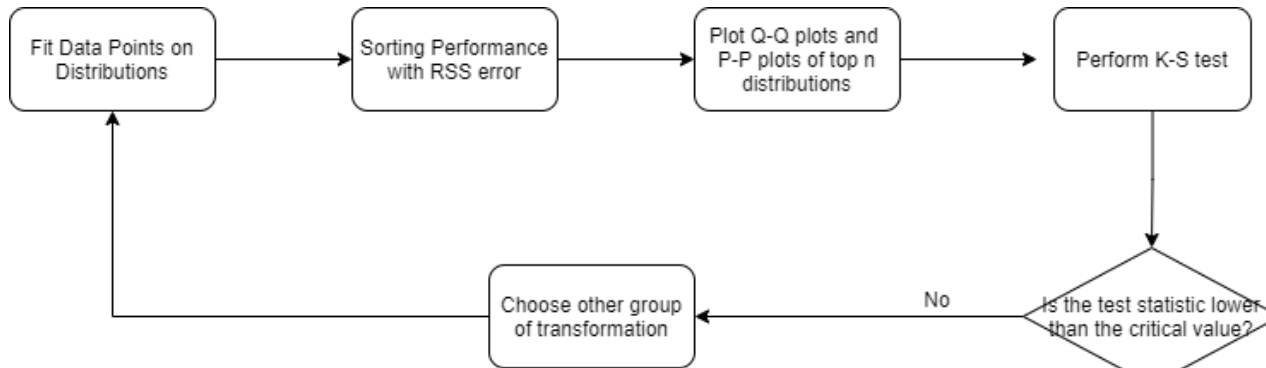 Fit Data Points on
Distributions
Sorting Performance
with RSS error
Plot Q-Q plots and
P-P plots of top n
distributions
Perform K-S test
Is the test statistic lower
than the critical value?
No
Choose other group
of transformation